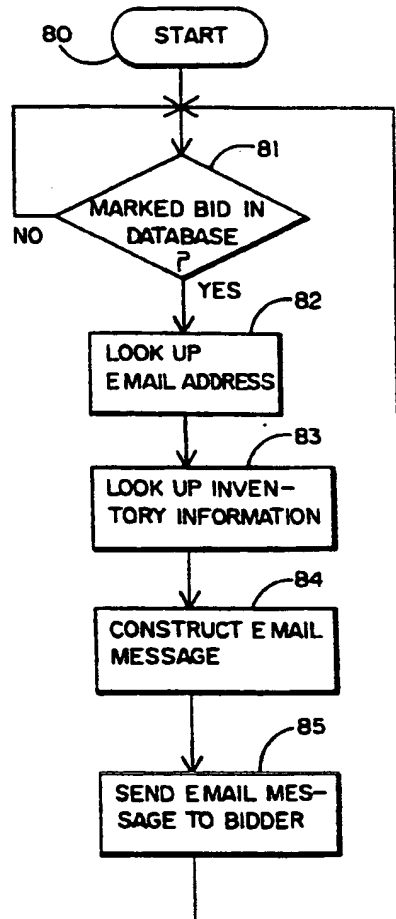 80
START
81
MARKED BID IN
DATABASE
?
NO
YES
82
LOOK UP
EMAIL ADDRESS
83
LOOK UP INVEN-
TORY INFORMATION
84
CONSTRUCT EMAIL
MESSAGE
85
SEND EMAIL MES-
SAGE TO BIDDER